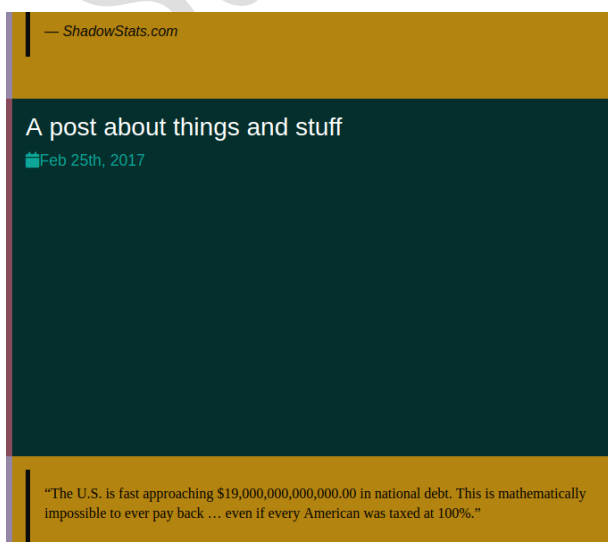 — ShadowStats.com
A post about things and stuff
Feb 25th, 2017
“The U.S. is fast approaching $19,000,000,000,000.00 in national debt. This is mathematically
impossible to ever pay back … even if every American was taxed at 100%.”